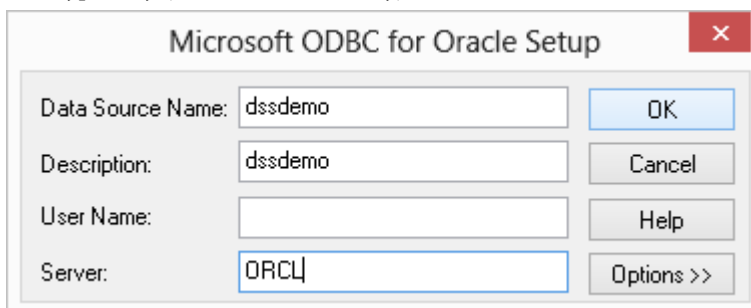 Microsoft ODBC for Oracle Setup
Data Source Name: dssdemo OK
Description: dssdemo Cancel
User Name: Help
Server: ORCL Options >>